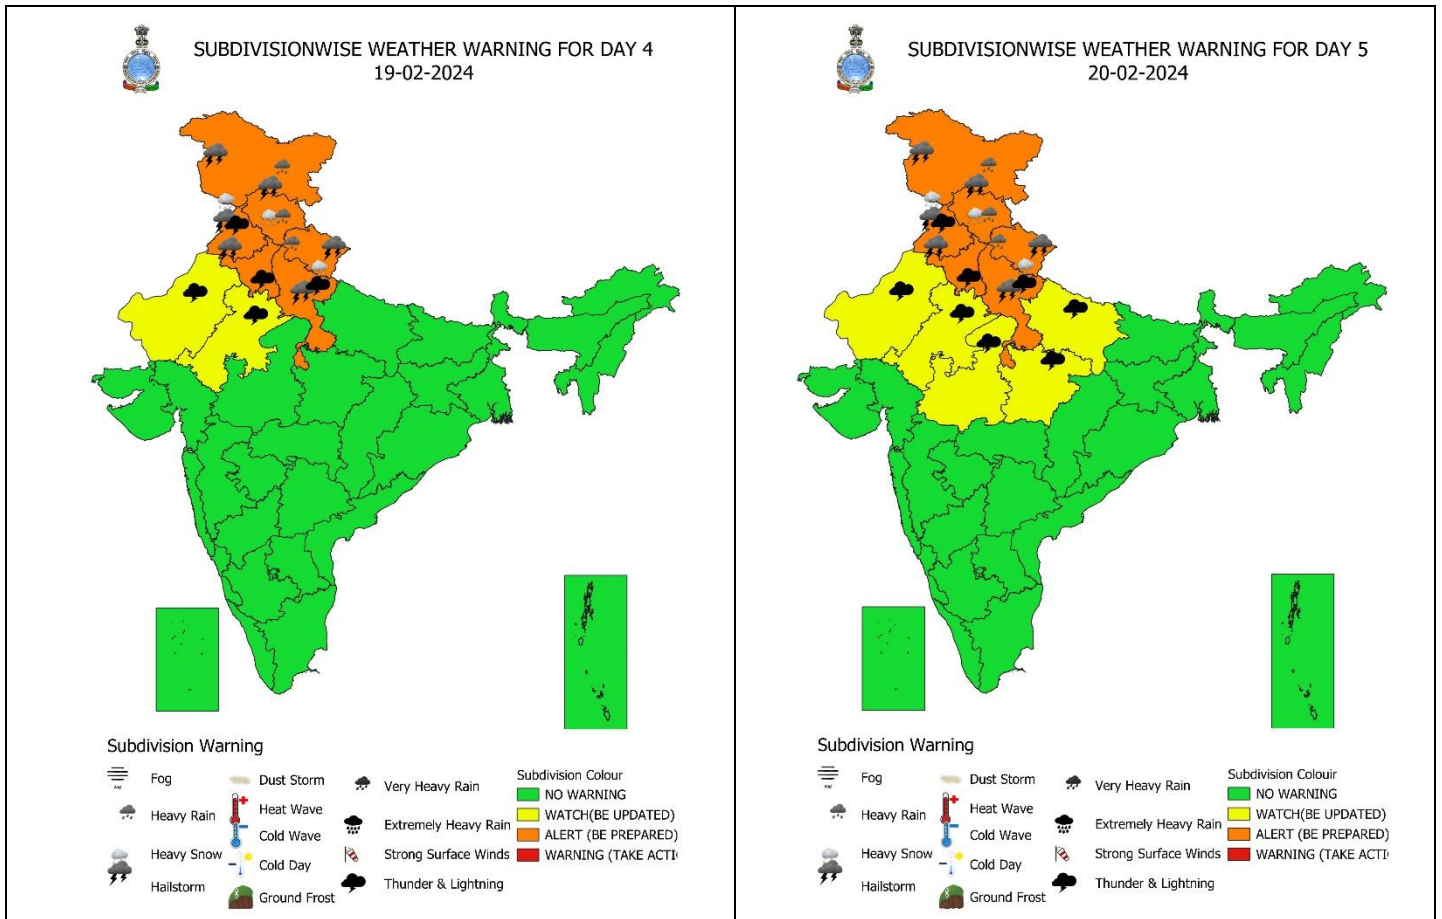 SUBDIVISIONWISE WEATHER WARNING FOR DAY 4
19-02-2024
Subdivision Warning
Fog
Heavy Rain
Heavy Snow
Hailstorm
Dust Storm
Heat Wave
Cold Wave
Cold Day
Ground Frost
Very Heavy Rain
Extremely Heavy Rain
Strong Surface Winds
Thunder & Lightning
Subdivision Colour
NO WARNING
WATCH(BE UPDATED)
ALERT (BE PREPARED)
WARNING (TAKE ACTI
SUBDIVISIONWISE WEATHER WARNING FOR DAY 5
20-02-2024
Subdivision Warning
Fog
Heavy Rain
Heavy Snow
Hailstorm
Dust Storm
Heat Wave
Cold Wave
Cold Day
Ground Frost
Very Heavy Rain
Extremely Heavy Rain
Strong Surface Winds
Thunder & Lightning
Subdivision Colouir
NO WARNING
WATCH(BE UPDATED)
ALERT (BE PREPARED)
WARNING (TAKE ACTI